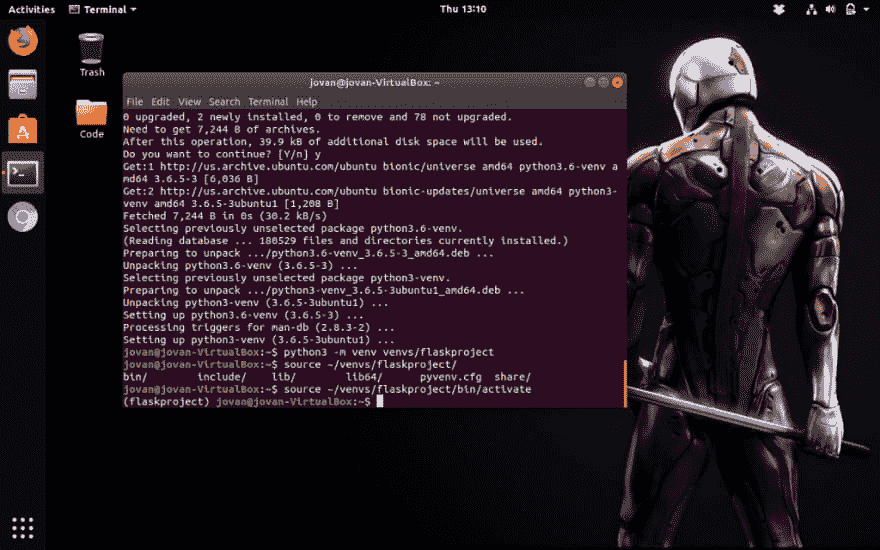 Activities Terminal Thu 13:10
Trash
Code
jovan@jovan-VirtualBox: ~
File Edit View Search Terminal Help
0 upgraded, 2 newly installed, 0 to remove and 78 not upgraded.
Need to get 7,244 B of archives.
After this operation, 39.9 kB of additional disk space will be used.
Do you want to continue? [Y/n] y
Get:1 http://us.archive.ubuntu.com/ubuntu bionic/universe amd64 python3.6-venv a
md64 3.6.5-3 [6,036 B]
Get:2 http://us.archive.ubuntu.com/ubuntu bionic-updates/universe amd64 python3-
venv amd64 3.6.5-3ubuntu1 [1,208 B]
Fetched 7,244 B in 0s (30.2 kB/s)
Selecting previously unselected package python3.6-venv.
(Reading database ... 180529 files and directories currently installed.)
Preparing to unpack .../python3.6-venv_3.6.5-3_amd64.deb ...
Unpacking python3.6-venv (3.6.5-3) ...
Selecting previously unselected package python3-venv.
Preparing to unpack .../python3-venv_3.6.5-3ubuntu1_amd64.deb ...
Unpacking python3-venv (3.6.5-3ubuntu1) ...
Setting up python3.6-venv (3.6.5-3) ...
Processing triggers for man-db (2.8.3-2) ...
Setting up python3-venv (3.6.5-3ubuntu1) ...
jovan@jovan-VirtualBox:~$ python3 -m venv venvs/flaskproject
jovan@jovan-VirtualBox:~$ source ~/venvs/flaskproject/
bin/ include/ lib/ lib64/ pyvenv.cfg share/
jovan@jovan-VirtualBox:~$ source ~/venvs/flaskproject/bin/activate
(flaskproject) jovan@jovan-VirtualBox:~$